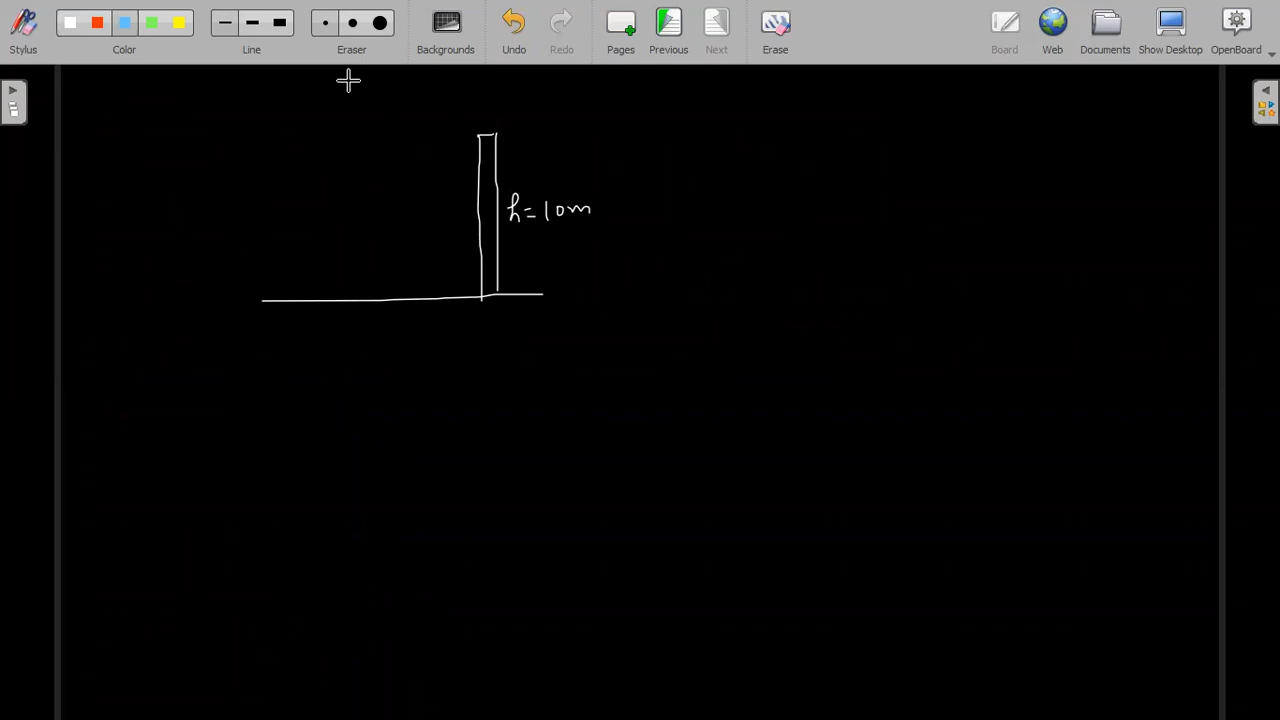 Stylus Color Line Eraser Backgrounds Undo Redo Pages Previous Next Erase Board Web Documents Show Desktop OpenBoard
h=10m